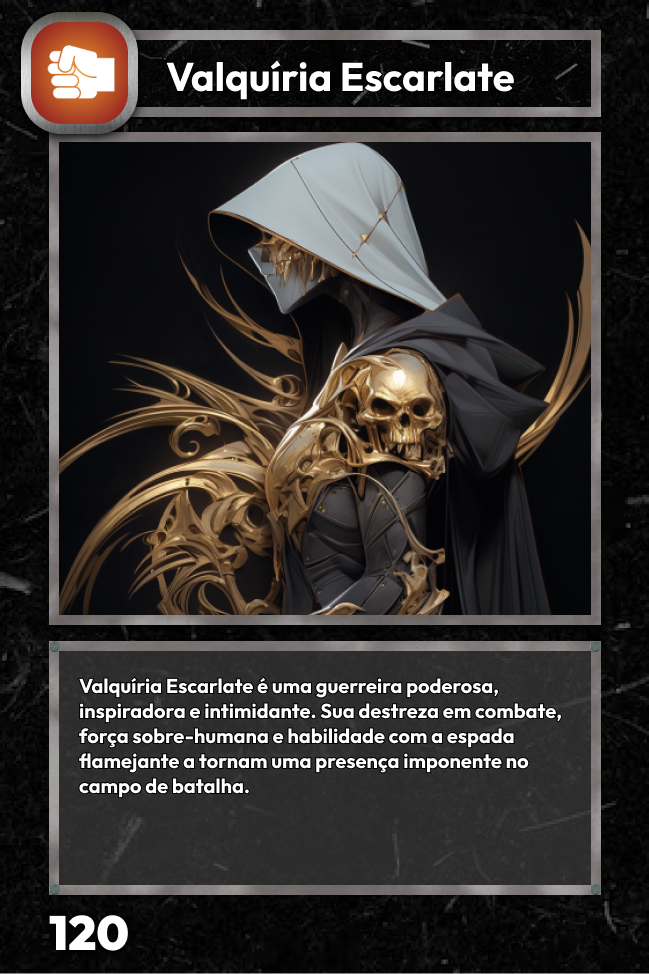 Valquíria Escarlate
Valquíria Escarlate é uma guerreira poderosa,
inspiradora e intimidante. Sua destreza em combate,
força sobre-humana e habilidade com a espada
flamejante a tornam uma presença imponente no
campo de batalha.
120